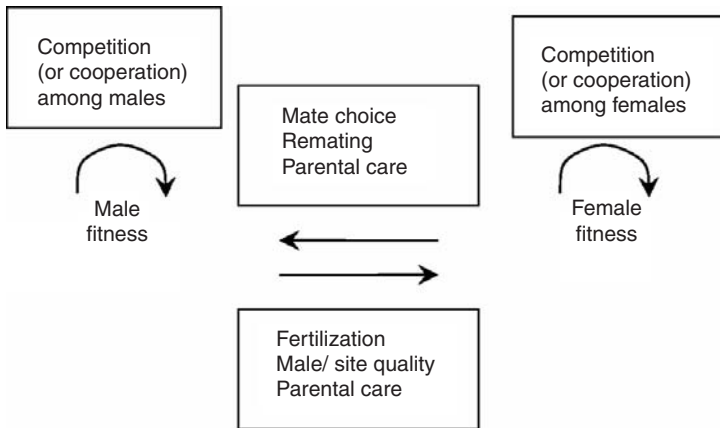 Competition
(or cooperation)
among males
Competition
(or cooperation)
among females
Mate choice
Remating
Parental care
Male
fitness
Female
fitness
Fertilization
Male/ site quality
Parental care